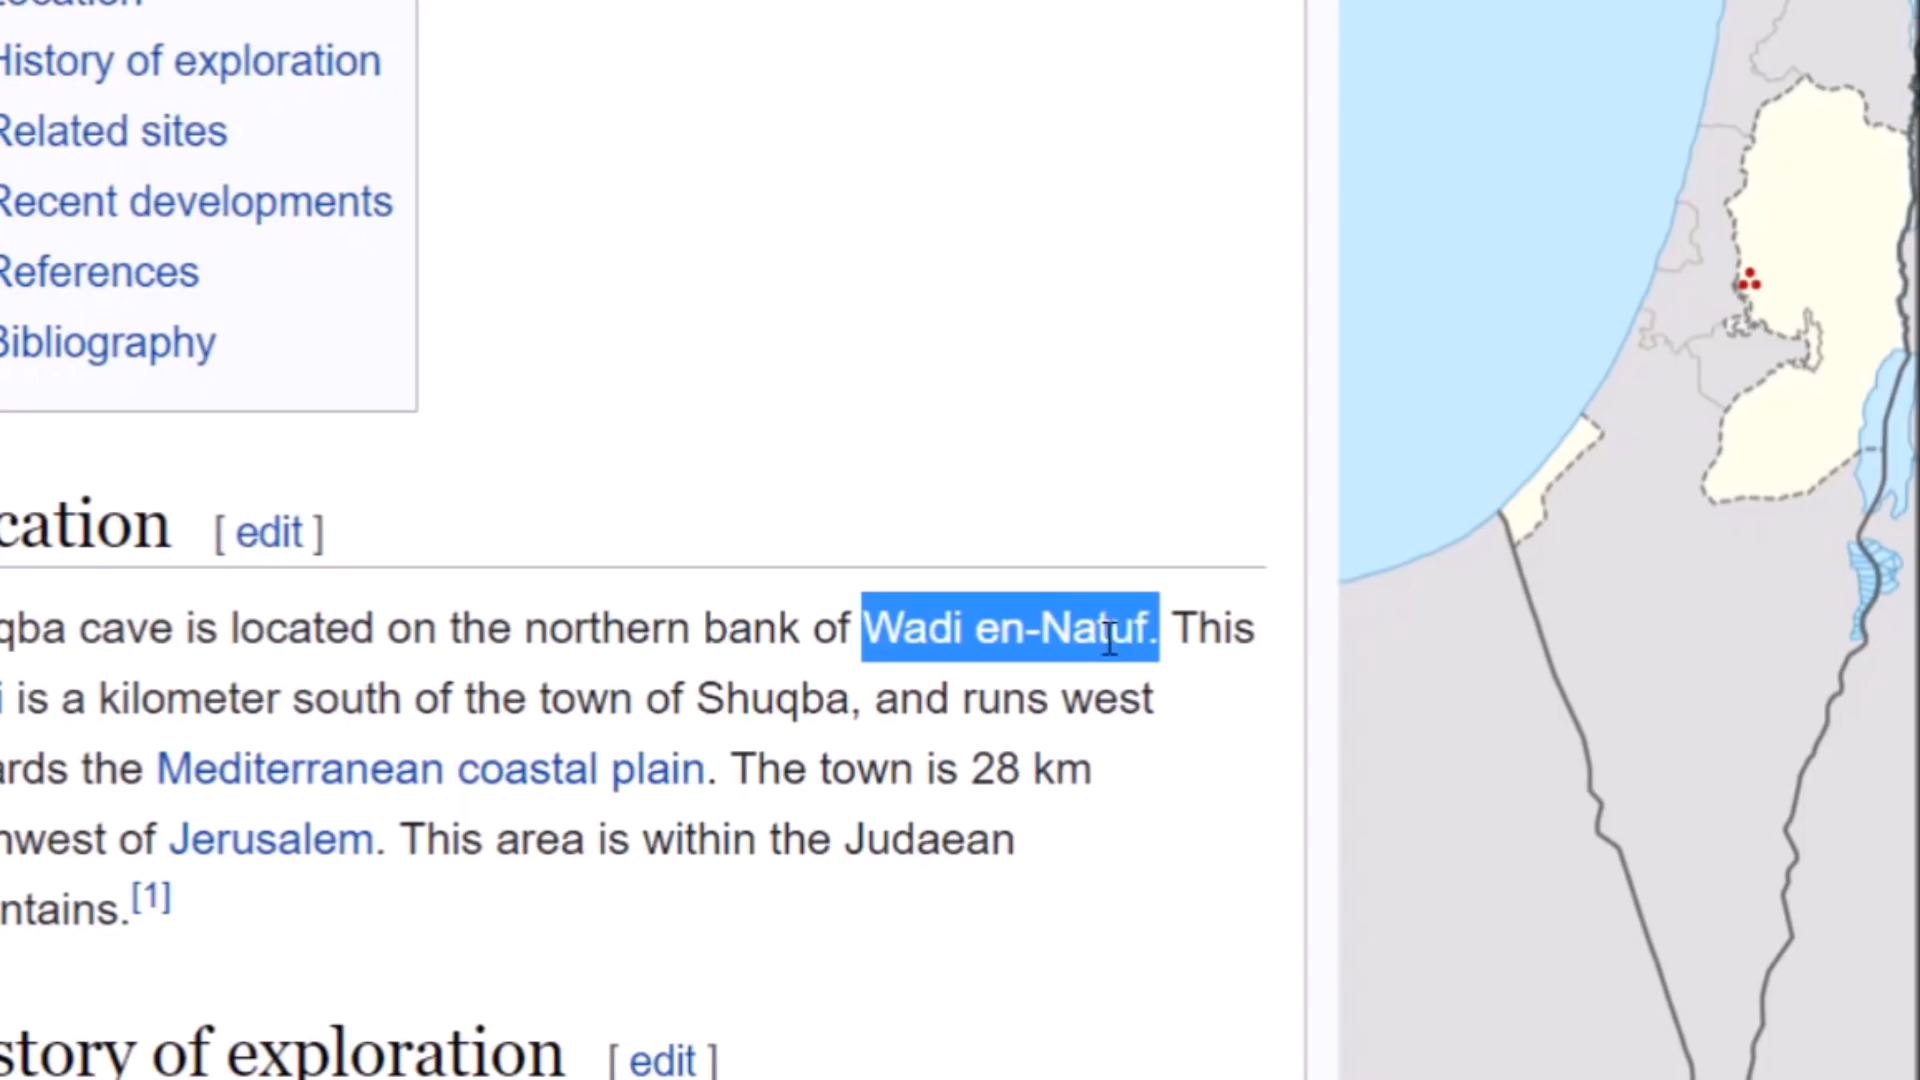 History of exploration
Related sites
Recent developments
References
Bibliography
cation [ edit ]
qba cave is located on the northern bank of Wadi en-Natuf. This
i is a kilometer south of the town of Shuqba, and runs west
ards the Mediterranean coastal plain. The town is 28 km
hwest of Jerusalem. This area is within the Judaean
ntains.[1]
story of exploration [ edit ]